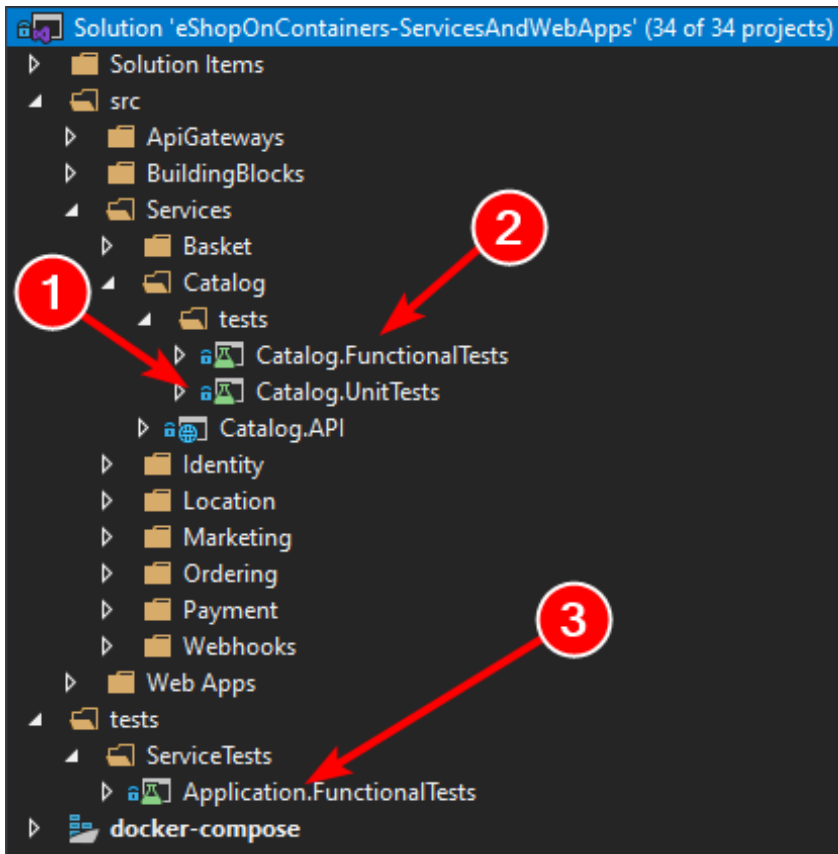 Solution 'eShopOnContainers-ServicesAndWebApps' (34 of 34 projects)
Solution Items
src
ApiGateways
BuildingBlocks
Services
2
Basket
1
Catalog
tests
Catalog.FunctionalTests
Catalog.UnitTests
Catalog.API
Identity
Location
Marketing
Ordering
Payment
3
Webhooks
Web Apps
tests
ServiceTests
Application.FunctionalTests
docker-compose